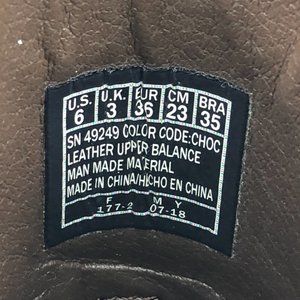 U.S. U.K. EUR CM BRA
6 3 36 23 35
SN 49249 COLOR CODE:CHOC
LEATHER UPPER BALANCE
MAN MADE MATERIAL
MADE IN CHINA/HECHO EN CHINA
F M Y
177-2 07-18